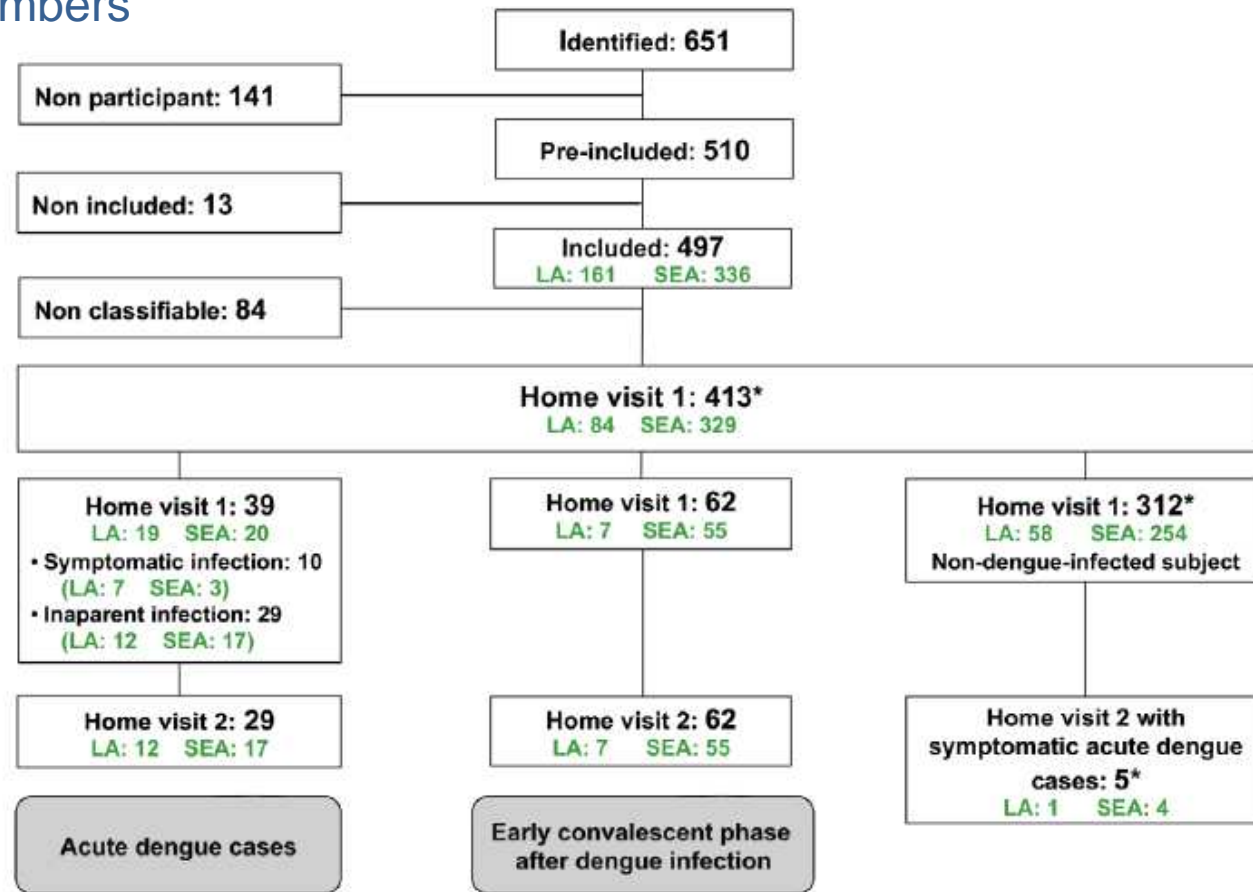 Identified: 651
Non participant: 141
Pre-included: 510
Non included: 13
Included: 497
LA: 161 SEA: 336
Non classifiable: 84
Home visit 1: 413*
LA: 84 SEA: 329
Home visit 1: 39
LA: 19 SEA: 20
• Symptomatic infection: 10
(LA: 7 SEA: 3)
• Inaparent infection: 29
(LA: 12 SEA: 17)
Home visit 1: 62
LA: 7 SEA: 55
Home visit 1: 312*
LA: 58 SEA: 254
Non-dengue-infected subject
Home visit 2: 29
LA: 12 SEA: 17
Home visit 2: 62
LA: 7 SEA: 55
Home visit 2 with
symptomatic acute dengue
cases: 5*
LA: 1 SEA: 4
Acute dengue cases
Early convalescent phase
after dengue infection